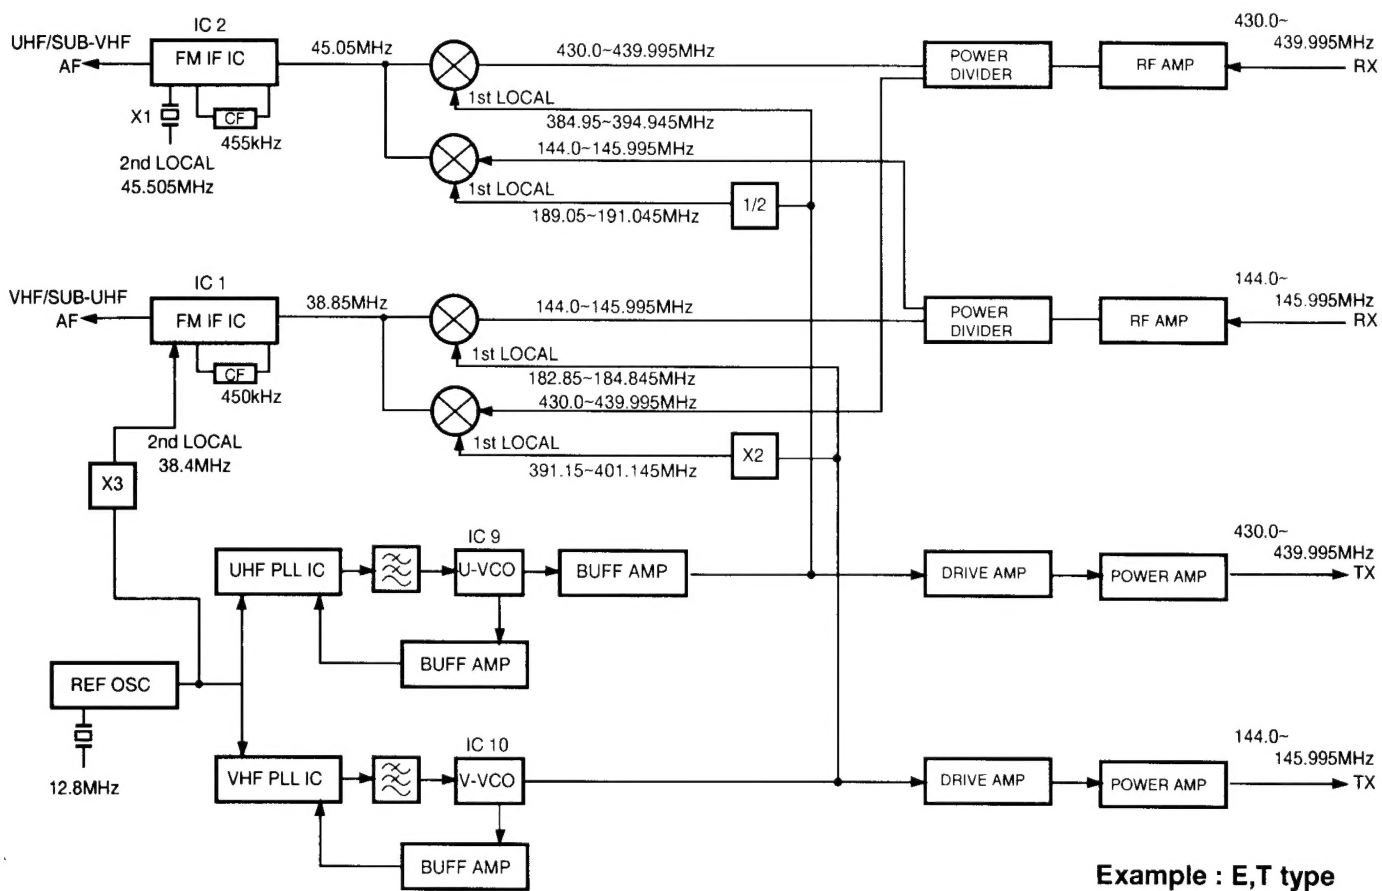 IC 2
UHF/SUB-VHF
AF
FM IF IC
45.05MHz
430.0~439.995MHz
POWER
DIVIDER
RF AMP
430.0~
439.995MHz
RX
X1
CF
455kHz
2nd LOCAL
45.505MHz
1st LOCAL
384.95~394.945MHz
144.0~145.995MHz
1st LOCAL
189.05~191.045MHz
1/2
IC 1
VHF/SUB-UHF
AF
FM IF IC
38.85MHz
144.0~145.995MHz
POWER
DIVIDER
RF AMP
144.0~
145.995MHz
RX
CF
450kHz
1st LOCAL
182.85~184.845MHz
430.0~439.995MHz
2nd LOCAL
38.4MHz
1st LOCAL
391.15~401.145MHz
X2
X3
UHF PLL IC
IC 9
U-VCO
BUFF AMP
DRIVE AMP
POWER AMP
430.0~
439.995MHz
TX
BUFF AMP
REF OSC
12.8MHz
VHF PLL IC
IC 10
V-VCO
DRIVE AMP
POWER AMP
144.0~
145.995MHz
TX
BUFF AMP
Example : E,T type